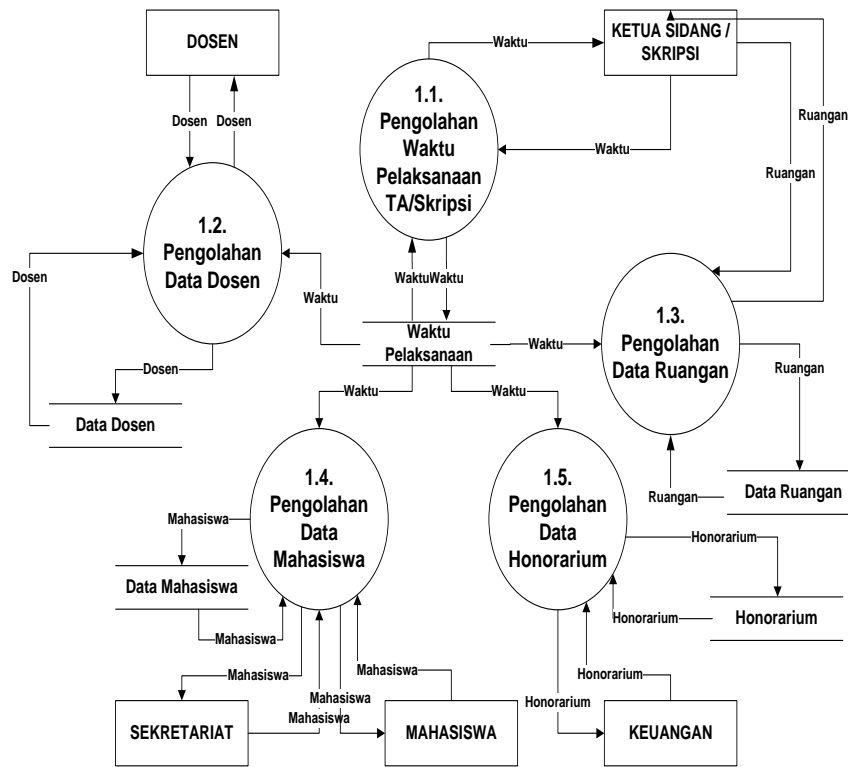 DOSEN
KETUA SIDANG /
SKRIPSI
Waktu
Dosen
Dosen
1.1.
Pengolahan
Waktu
Pelaksanaan
TA/Skripsi
Waktu
Ruangan
Ruangan
1.2.
Pengolahan
Data Dosen
Dosen
Waktu
Waktu
Waktu
Waktu
Pelaksanaan
Waktu
1.3.
Pengolahan
Data Ruangan
Dosen
Ruangan
Waktu
Waktu
Data Dosen
1.4.
Pengolahan
Data
Mahasiswa
1.5.
Pengolahan
Data
Honorarium
Ruangan
Data Ruangan
Mahasiswa
Honorarium
Data Mahasiswa
Honorarium
Honorarium
Mahasiswa
Mahasiswa
Mahasiswa
Honorarium
Mahasiswa
Honorarium
Mahasiswa
SEKRETARIAT
MAHASISWA
KEUANGAN